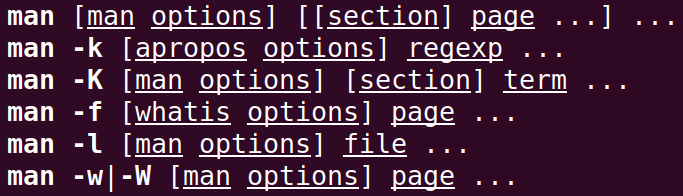 man [man options] [[section] page ...] ...
man -k [apropos options] regexp ...
man -K [man options] [section] term ...
man -f [whatis options] page ...
man -l [man options] file ...
man -w|-W [man options] page ...